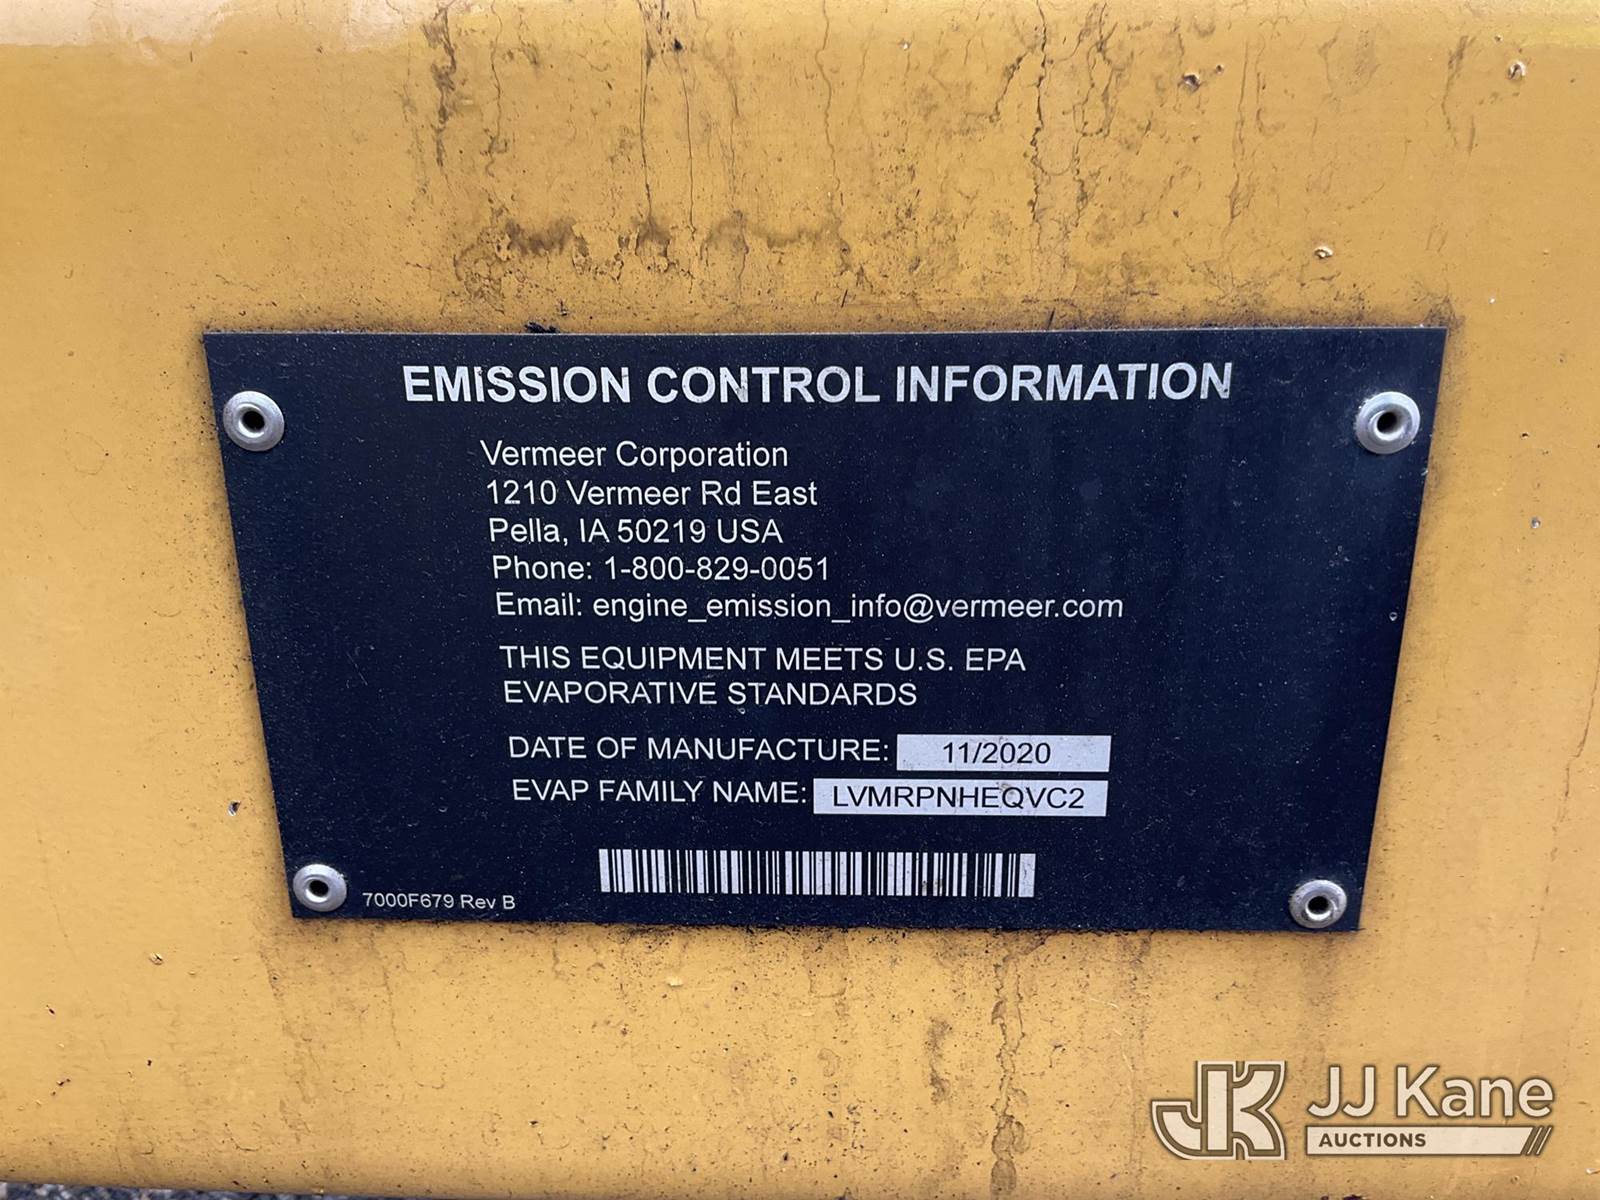 EMISSION CONTROL INFORMATION
Vermeer Corporation
1210 Vermeer Rd East
Pella, IA 50219 USA
Phone: 1-800-829-0051
Email: engine_emission_info@vermeer.com
THIS EQUIPMENT MEETS U.S. EPA
EVAPORATIVE STANDARDS
DATE OF MANUFACTURE: 11/2020
EVAP FAMILY NAME: LVMRPNHEQVC2
7000F679 Rev B
JK JJ Kane
AUCTIONS